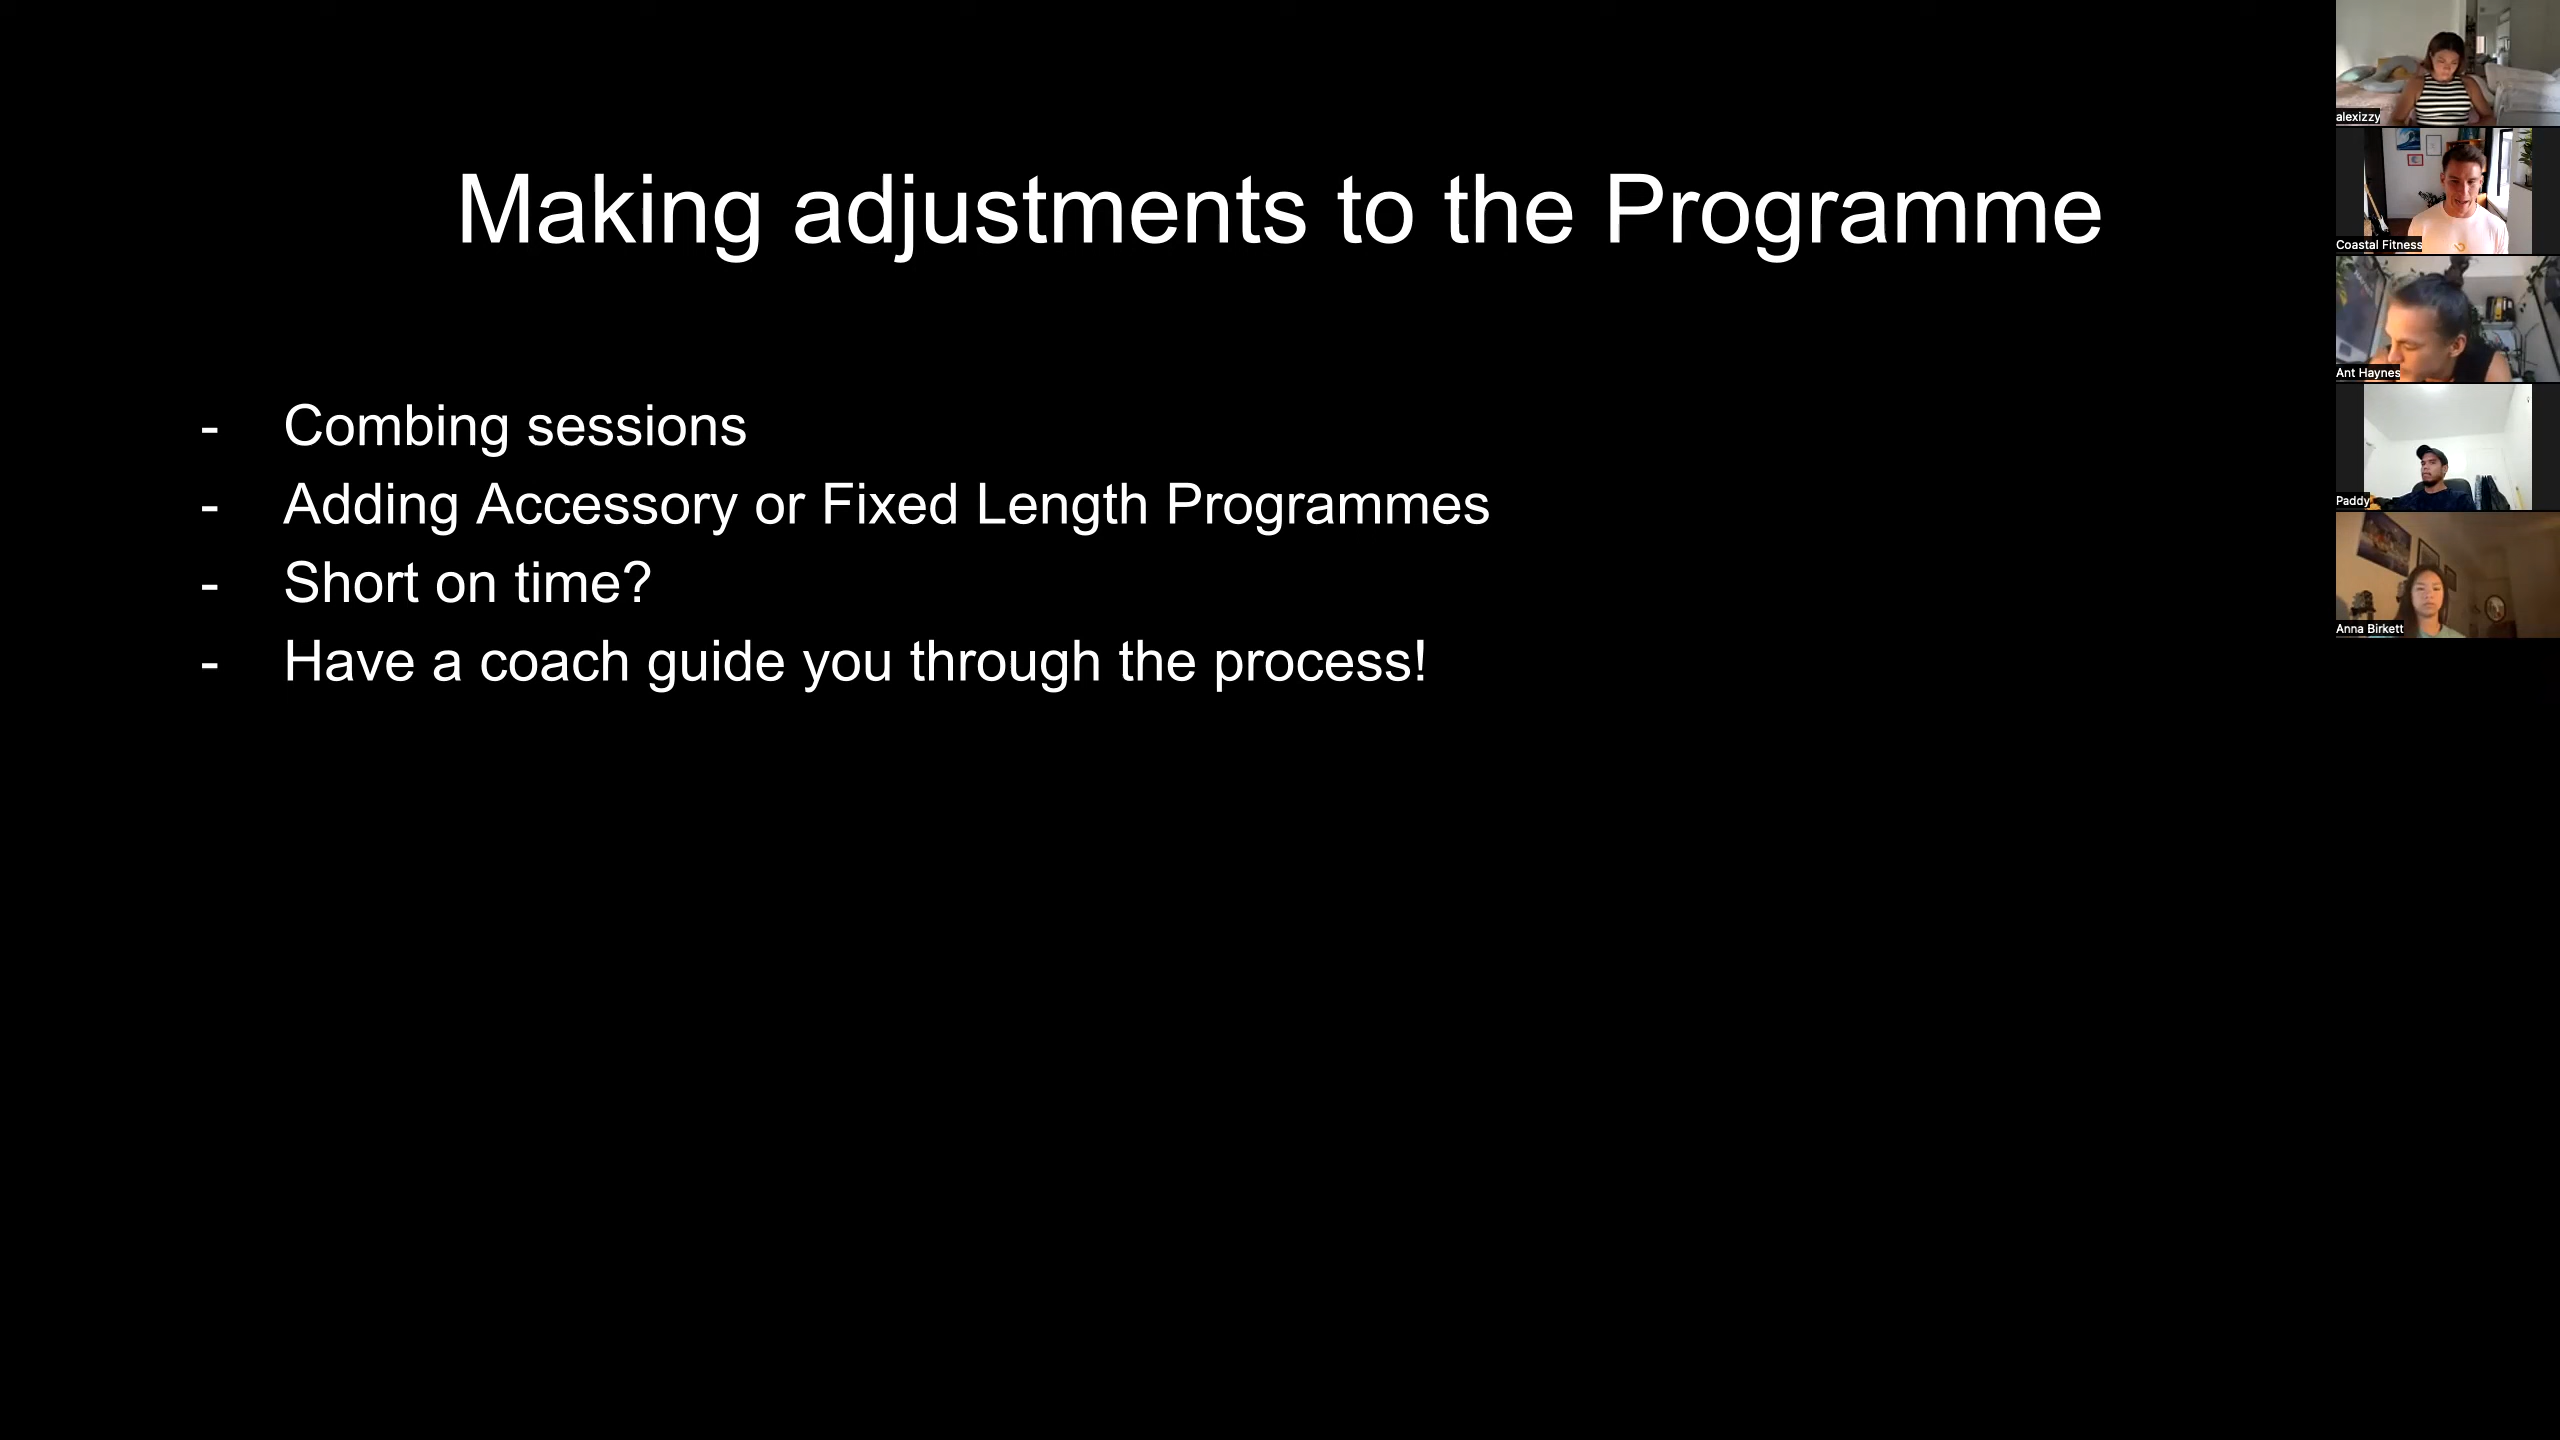 Making adjustments to the Programme
- Combing sessions
- Adding Accessory or Fixed Length Programmes
- Short on time?
- Have a coach guide you through the process!
alexizzy
Coastal Fitness
Ant Haynes
Paddy
Anna Birkett